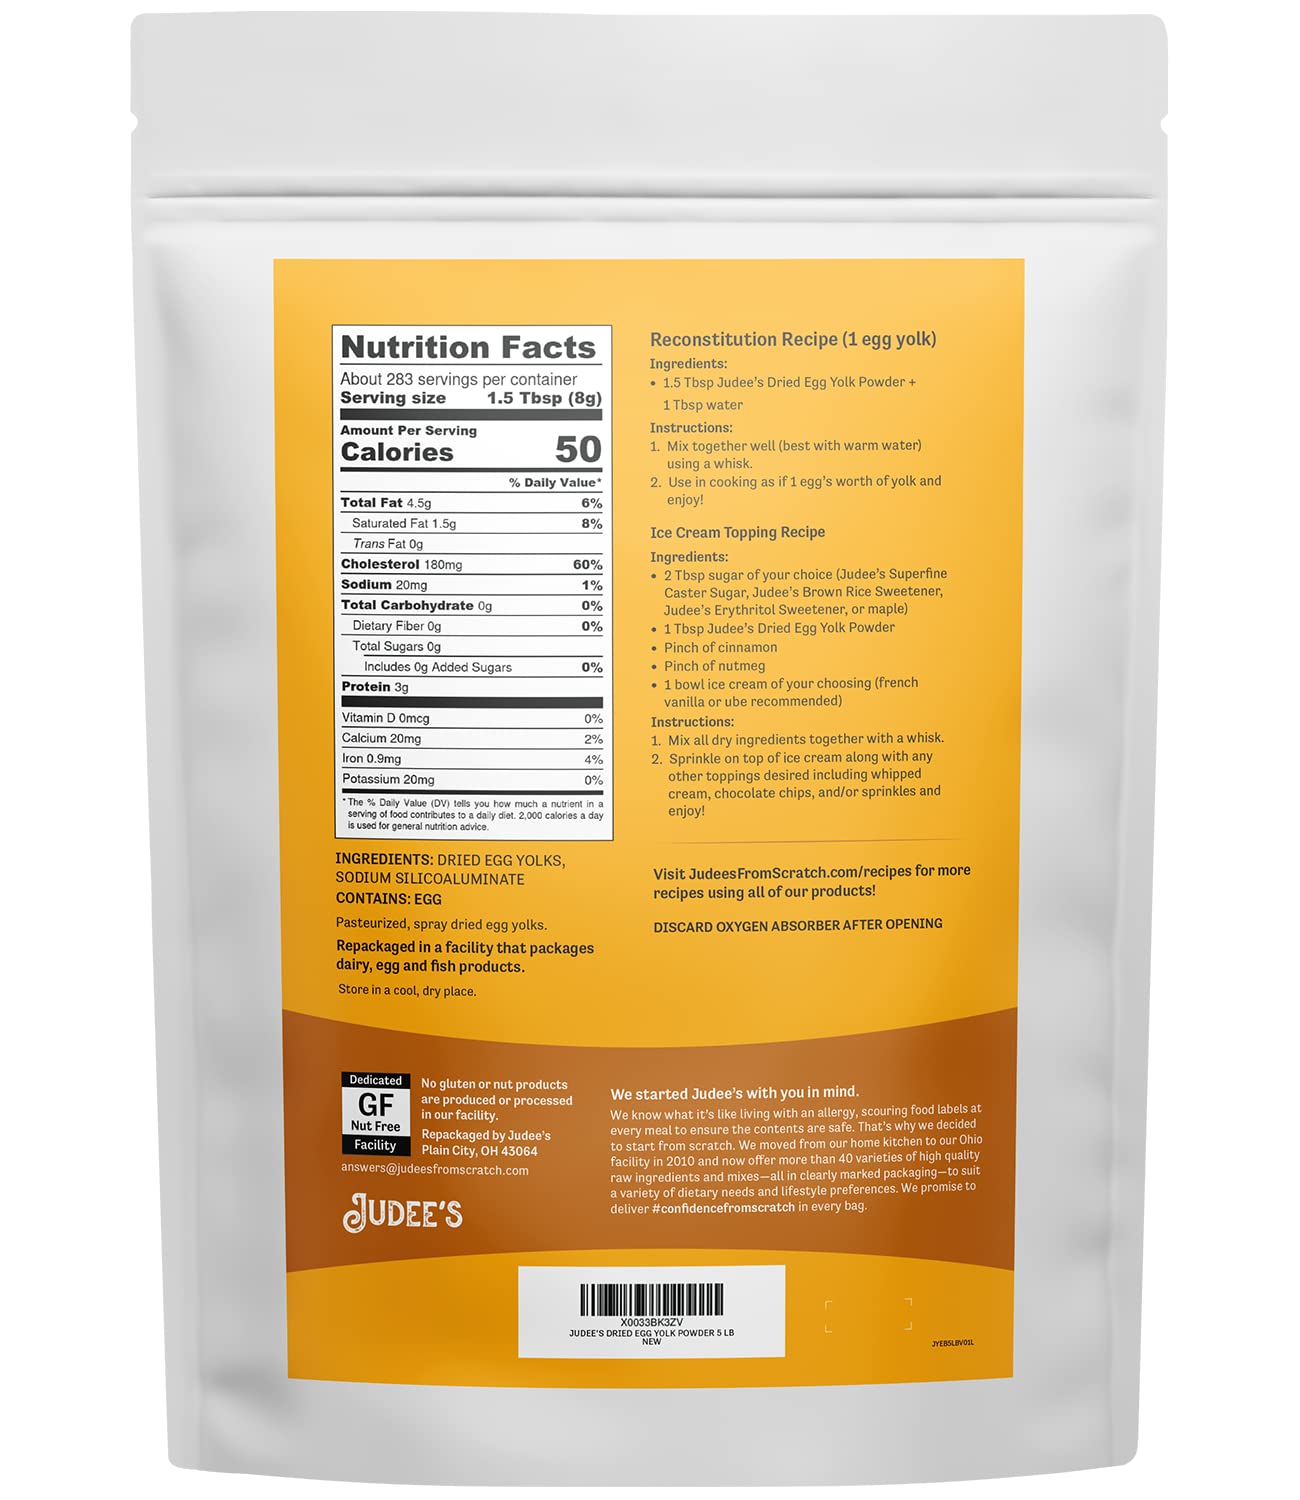 Nutrition Facts
About 283 servings per container
Serving size 1.5 Tbsp (8g)
Amount Per Serving
Calories 50
% Daily Value*
Total Fat 4.5g 6%
Saturated Fat 1.5g 8%
Trans Fat 0g
Cholesterol 180mg 60%
Sodium 20mg 1%
Total Carbohydrate 0g 0%
Dietary Fiber 0g 0%
Total Sugars 0g
Includes 0g Added Sugars 0%
Protein 3g
Vitamin D 0mcg 0%
Calcium 20mg 2%
Iron 0.9mg 4%
Potassium 20mg 0%
*The % Daily Value (DV) tells you how much a nutrient in a
serving of food contributes to a daily diet. 2,000 calories a day
is used for general nutrition advice.
INGREDIENTS: DRIED EGG YOLKS,
SODIUM SILICOALUMINATE
CONTAINS: EGG
Pasteurized, spray dried egg yolks.
Repackaged in a facility that packages
dairy, egg and fish products.
Store in a cool, dry place.
Reconstitution Recipe (1 egg yolk)
Ingredients:
• 1.5 Tbsp Judee's Dried Egg Yolk Powder +
1 Tbsp water
Instructions:
1. Mix together well (best with warm water)
using a whisk.
2. Use in cooking as if 1 egg's worth of yolk and
enjoy!
Ice Cream Topping Recipe
Ingredients:
• 2 Tbsp sugar of your choice (Judee's Superfine
Caster Sugar, Judee's Brown Rice Sweetener,
Judee's Erythritol Sweetener, or maple)
• 1 Tbsp Judee's Dried Egg Yolk Powder
• Pinch of cinnamon
• Pinch of nutmeg
• 1 bowl ice cream of your choosing (french
vanilla or ube recommended)
Instructions:
1. Mix all dry ingredients together with a whisk.
2. Sprinkle on top of ice cream along with any
other toppings desired including whipped
cream, chocolate chips, and/or sprinkles and
enjoy!
Visit JudeesFromScratch.com/recipes for more
recipes using all of our products!
DISCARD OXYGEN ABSORBER AFTER OPENING
Dedicated
GF
Nut Free
Facility
No gluten or nut products
are produced or processed
in our facility.
Repackaged by Judee's
Plain City, OH 43064
answers@judeesfromscratch.com
JUDEE'S
We started Judee's with you in mind.
We know what it's like living with an allergy, scouring food labels at
every meal to ensure the contents are safe. That's why we decided
to start from scratch. We moved from our home kitchen to our Ohio
facility in 2010 and now offer more than 40 varieties of high quality
raw ingredients and mixes—all in clearly marked packaging—to suit
a variety of dietary needs and lifestyle preferences. We promise to
deliver #confidencefromscratch in every bag.
X0033BK3ZV
JUDEE'S DRIED EGG YOLK POWDER 5 LB
NEW
JYEB5LBV01L